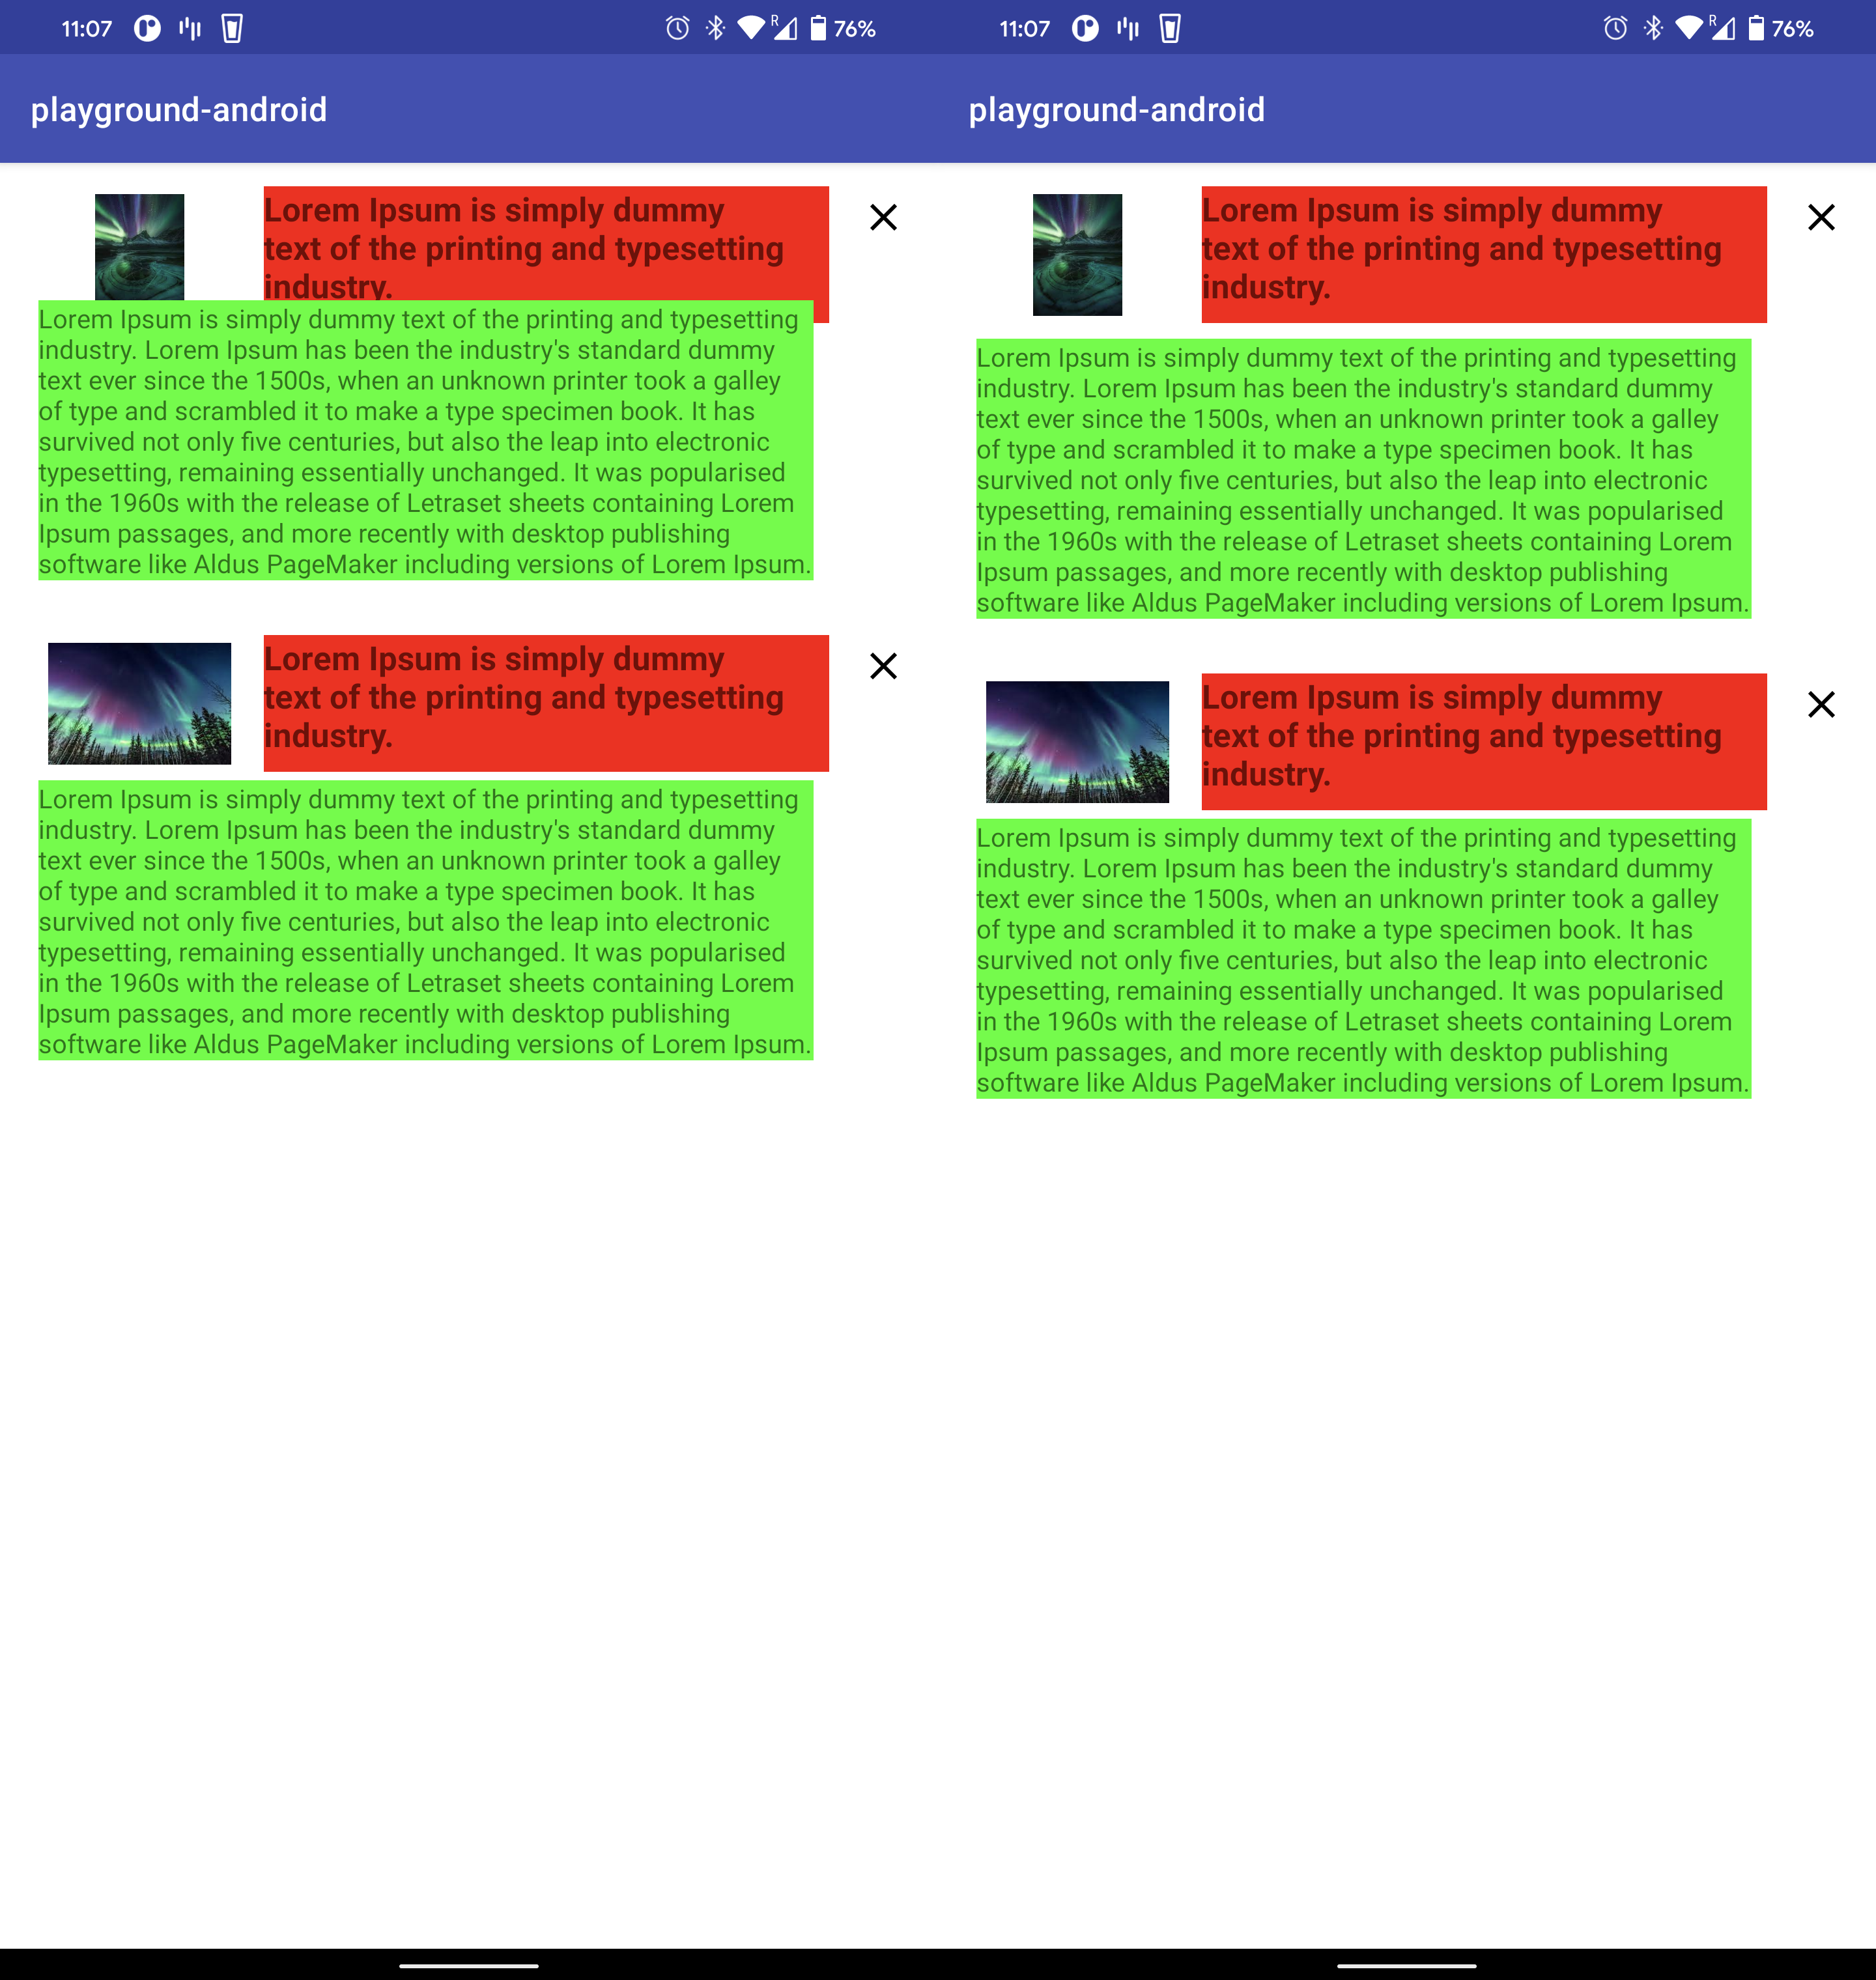 11:07
R
76%
playground-android
Lorem Ipsum is simply dummy
text of the printing and typesetting
industry.
Lorem Ipsum is simply dummy text of the printing and typesetting
industry. Lorem Ipsum has been the industry's standard dummy
text ever since the 1500s, when an unknown printer took a galley
of type and scrambled it to make a type specimen book. It has
survived not only five centuries, but also the leap into electronic
typesetting, remaining essentially unchanged. It was popularised
in the 1960s with the release of Letraset sheets containing Lorem
Ipsum passages, and more recently with desktop publishing
software like Aldus PageMaker including versions of Lorem Ipsum.
Lorem Ipsum is simply dummy
text of the printing and typesetting
industry.
Lorem Ipsum is simply dummy text of the printing and typesetting
industry. Lorem Ipsum has been the industry's standard dummy
text ever since the 1500s, when an unknown printer took a galley
of type and scrambled it to make a type specimen book. It has
survived not only five centuries, but also the leap into electronic
typesetting, remaining essentially unchanged. It was popularised
in the 1960s with the release of Letraset sheets containing Lorem
Ipsum passages, and more recently with desktop publishing
software like Aldus PageMaker including versions of Lorem Ipsum.
11:07
R
76%
playground-android
Lorem Ipsum is simply dummy
text of the printing and typesetting
industry.
Lorem Ipsum is simply dummy text of the printing and typesetting
industry. Lorem Ipsum has been the industry's standard dummy
text ever since the 1500s, when an unknown printer took a galley
of type and scrambled it to make a type specimen book. It has
survived not only five centuries, but also the leap into electronic
typesetting, remaining essentially unchanged. It was popularised
in the 1960s with the release of Letraset sheets containing Lorem
Ipsum passages, and more recently with desktop publishing
software like Aldus PageMaker including versions of Lorem Ipsum.
Lorem Ipsum is simply dummy
text of the printing and typesetting
industry.
Lorem Ipsum is simply dummy text of the printing and typesetting
industry. Lorem Ipsum has been the industry's standard dummy
text ever since the 1500s, when an unknown printer took a galley
of type and scrambled it to make a type specimen book. It has
survived not only five centuries, but also the leap into electronic
typesetting, remaining essentially unchanged. It was popularised
in the 1960s with the release of Letraset sheets containing Lorem
Ipsum passages, and more recently with desktop publishing
software like Aldus PageMaker including versions of Lorem Ipsum.